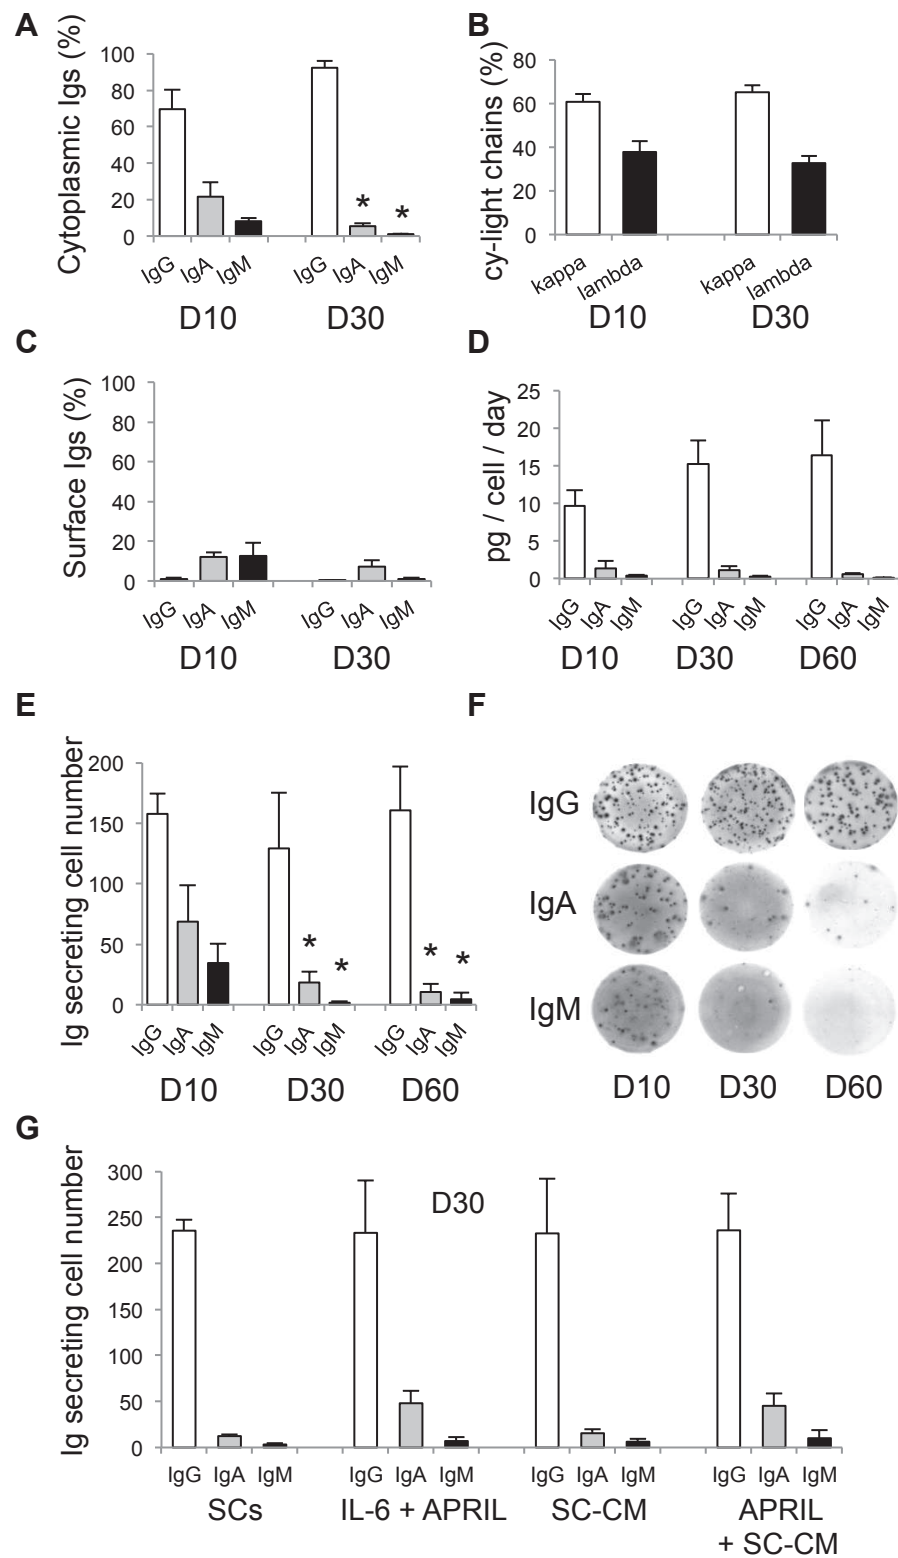 A
Cytoplasmic Igs (%)
100
80
60
40
20
0
* *
IgG IgA IgM IgG IgA IgM
D10 D30
B
cy-light chains (%)
80
60
40
20
0
kappa lambda kappa lambda
D10 D30
C
Surface Igs (%)
100
80
60
40
20
0
IgG IgA IgM IgG IgA IgM
D10 D30
D
pg / cell / day
25
20
15
10
5
0
IgG IgA IgM IgG IgA IgM IgG IgA IgM
D10 D30 D60
E
Ig secreting cell number
200
150
100
50
0
* * * *
IgG IgA IgM IgG IgA IgM IgG IgA IgM
D10 D30 D60
F
IgG
IgA
IgM
D10 D30 D60
G
Ig secreting cell number
300
250
200
150
100
50
0
D30
IgG IgA IgM IgG IgA IgM IgG IgA IgM IgG IgA IgM
SCs IL-6 + APRIL SC-CM APRIL
+ SC-CM